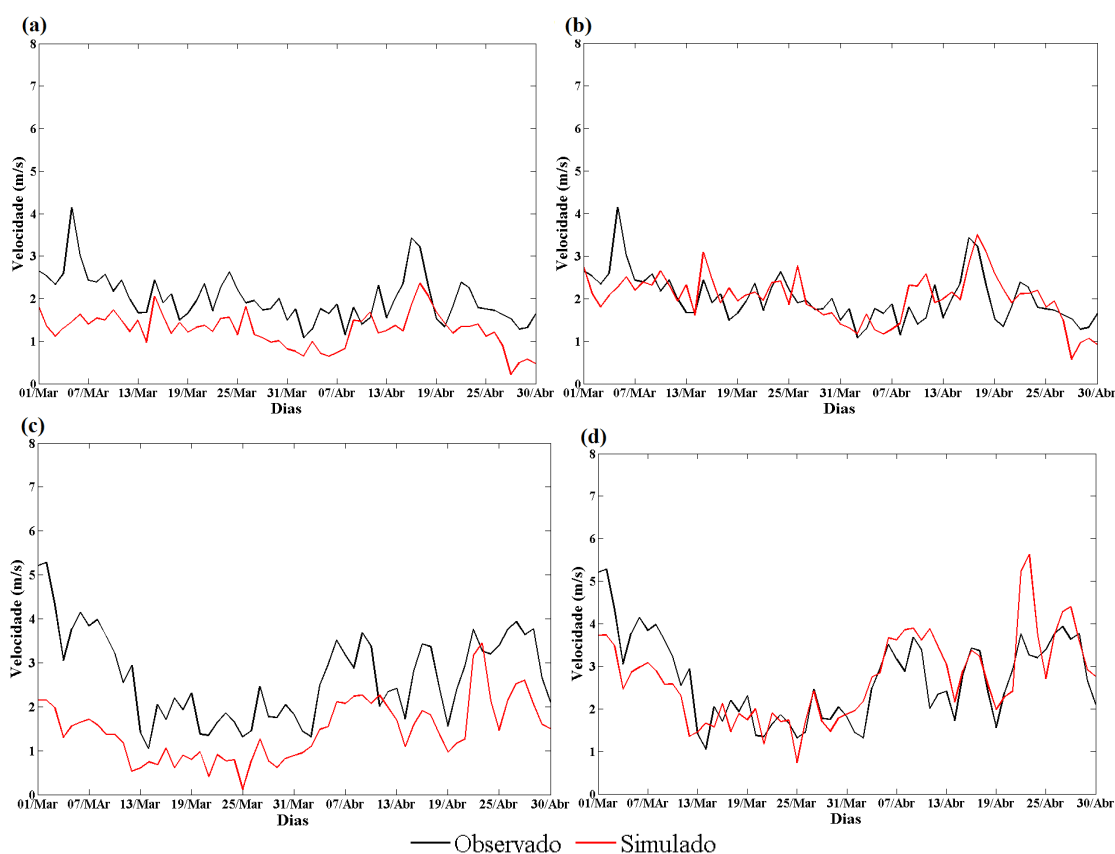 (a)
Velocidade (m/s)
8
7
6
5
4
3
2
1
0
01/Mar 07/MAr 13/Mar 19/Mar 25/Mar 31/Mar 07/Abr 13/Abr 19/Abr 25/Abr 30/Abr
Dias
(b)
Velocidade (m/s)
8
7
6
5
4
3
2
1
0
01/Mar 07/Mar 13/Mar 19/Mar 25/Mar 31/Mar 07/Abr 13/Abr 19/Abr 25/Abr 30/Abr
Dias
(c)
Velocidade (m/s)
8
7
6
5
4
3
2
1
0
01/Mar 07/MAr 13/Mar 19/Mar 25/Mar 31/Mar 07/Abr 13/Abr 19/Abr 25/Abr 30/Abr
Dias
(d)
Velocidade (m/s)
8
7
6
5
4
3
2
1
0
01/Mar 07/Mar 13/Mar 19/Mar 25/Mar 31/Mar 07/Abr 13/Abr 19/Abr 25/Abr 30/Abr
Dias
Observado Simulado